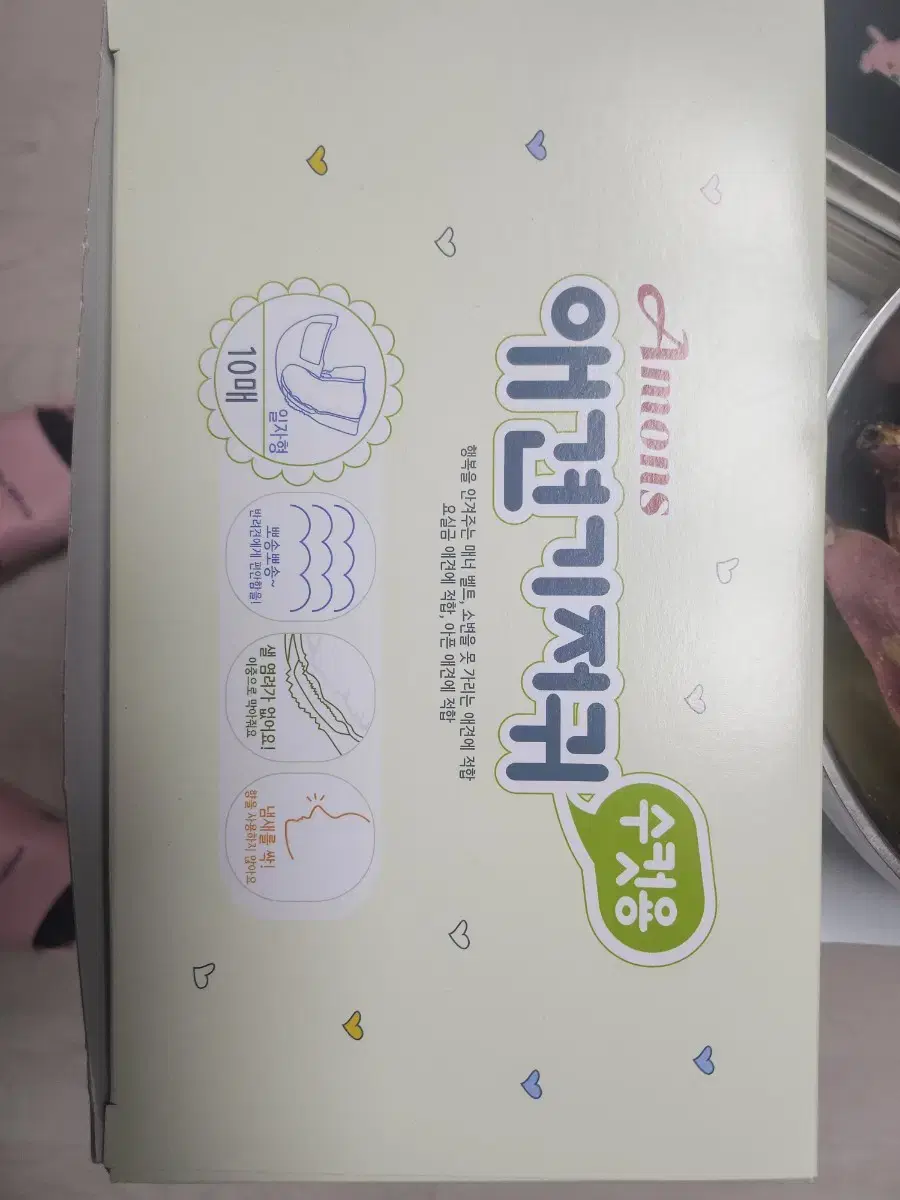 Amons
애견기저귀
수컷용
행복을 안겨주는 매너 벨트, 소변을 못 가리는 애견에 적합
요실금 애견에 적합, 아픈 애견에 적합
일자형
10매
뽀송뽀송~
반려견에게 편안함을!
샐 염려가 없어요!
이중으로 막아줘요
냄새를 싹!
향을 사용하지 않아요